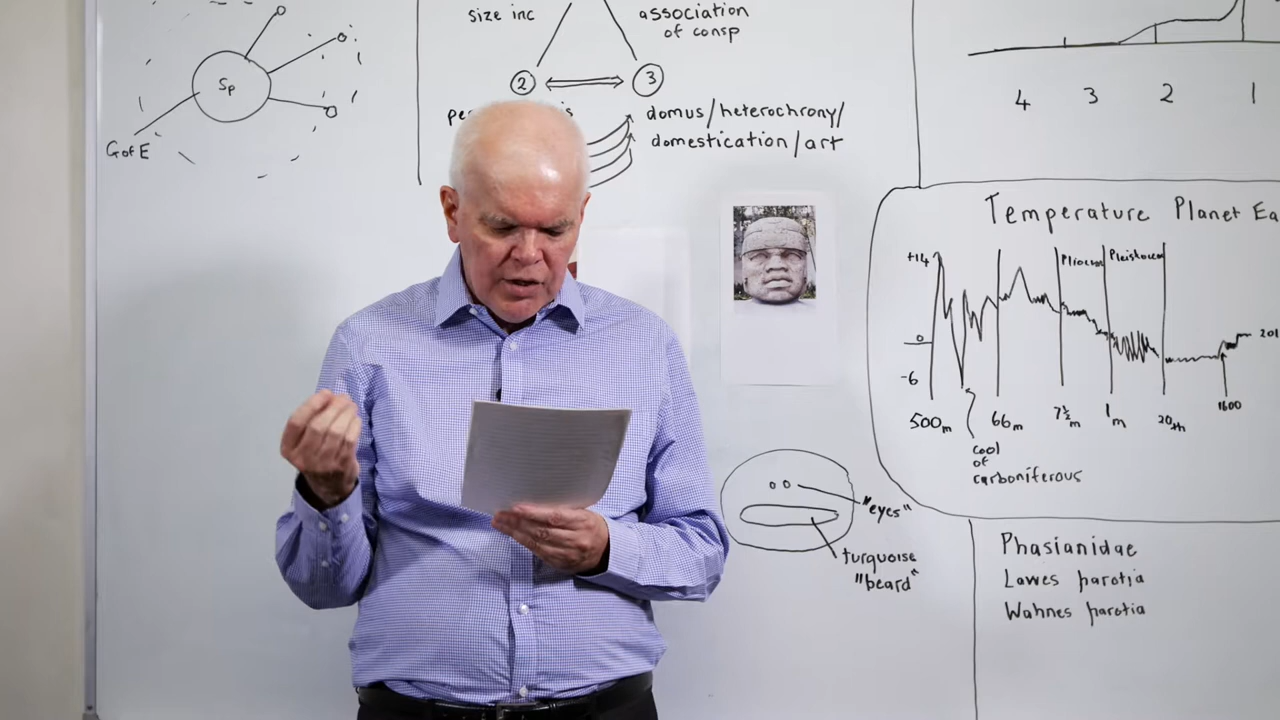 Sp
GofE
size inc
association
of consp
2
3
domus/heterochrony/
domestication/art
4 3 2 1
Temperature Planet Ea
+14
Pliocene
Pleistocene
0
201
-6
500m
66m
7½m
1m
20th
1600
cool
of
carboniferous
"eyes"
turquoise
"beard"
Phasianidae
Lawes parotia
Wahnes parotia